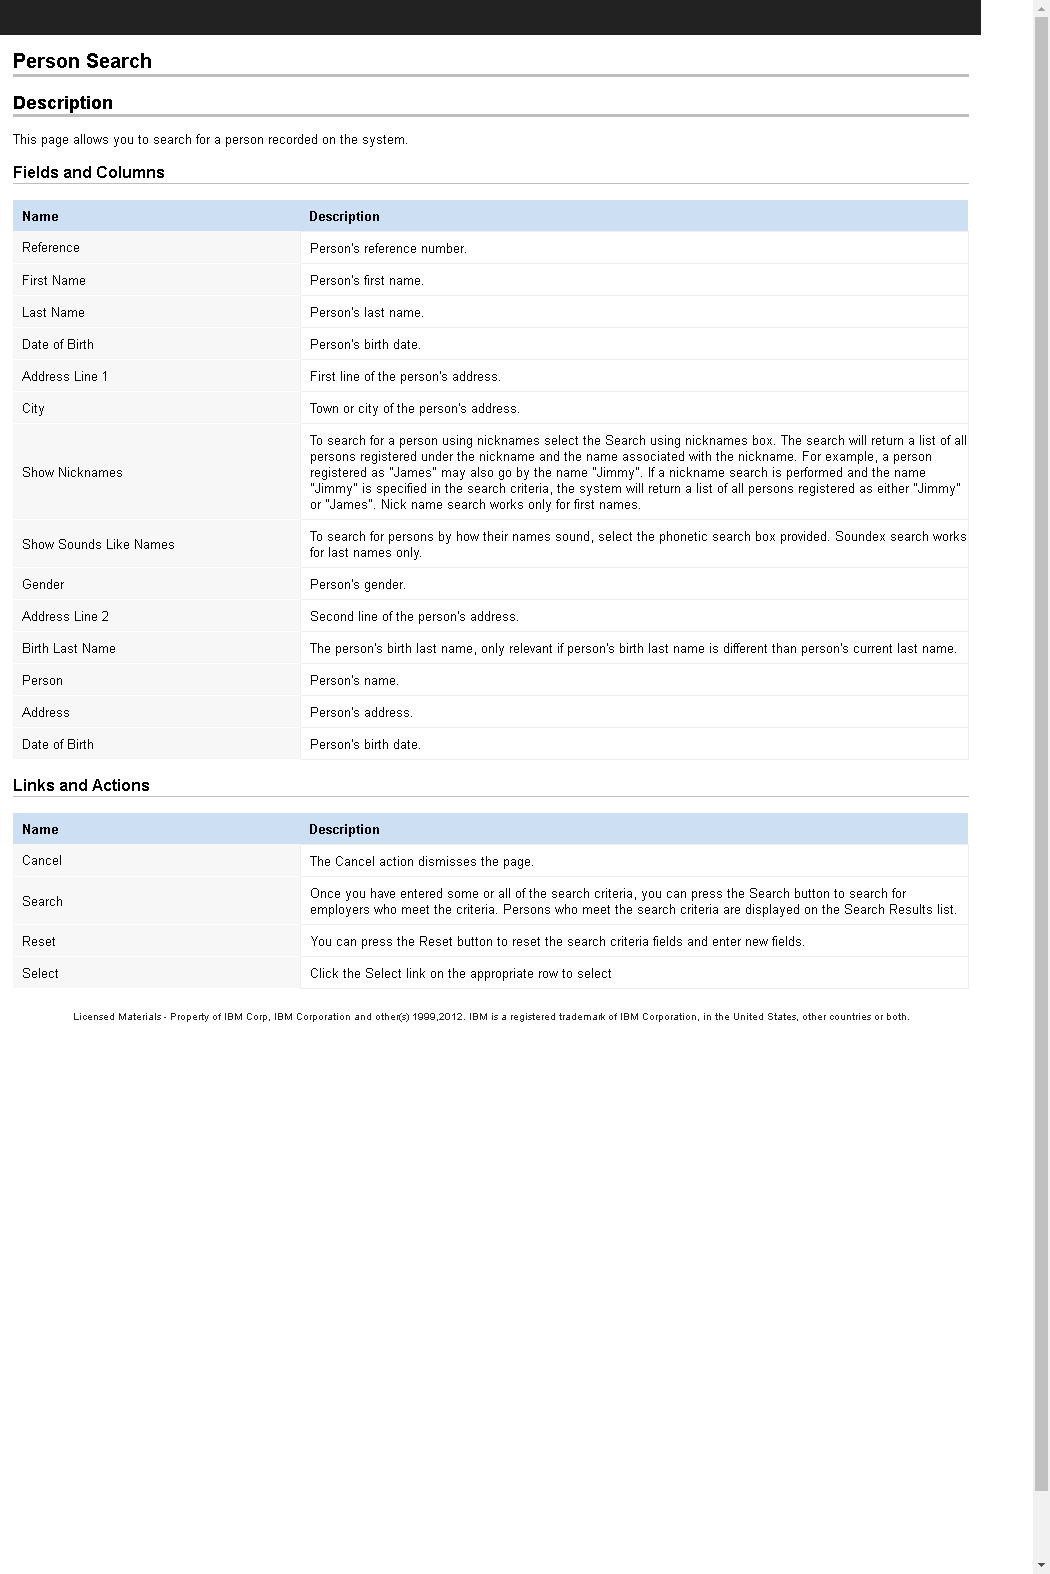 Person Search
Description
This page allows you to search for a person recorded on the system.
Fields and Columns
Name Description
Reference Person's reference number.
First Name Person's first name.
Last Name Person's last name.
Date of Birth Person's birth date.
Address Line 1 First line of the person's address.
City Town or city of the person's address.
Show Nicknames
To search for a person using nicknames select the Search using nicknames box. The search will return a list of all
persons registered under the nickname and the name associated with the nickname. For example, a person
registered as "James" may also go by the name "Jimmy". If a nickname search is performed and the name
"Jimmy" is specified in the search criteria, the system will return a list of all persons registered as either "Jimmy"
or "James". Nick name search works only for first names.
Show Sounds Like Names
To search for persons by how their names sound, select the phonetic search box provided. Soundex search works
for last names only.
Gender Person's gender.
Address Line 2 Second line of the person's address.
Birth Last Name The person's birth last name, only relevant if person's birth last name is different than person's current last name.
Person Person's name.
Address Person's address.
Date of Birth Person's birth date.
Links and Actions
Name Description
Cancel The Cancel action dismisses the page.
Search
Once you have entered some or all of the search criteria, you can press the Search button to search for
employers who meet the criteria. Persons who meet the search criteria are displayed on the Search Results list.
Reset You can press the Reset button to reset the search criteria fields and enter new fields.
Select Click the Select link on the appropriate row to select
Licensed Materials - Property of IBM Corp, IBM Corporation and other(s) 1999,2012. IBM is a registered trademark of IBM Corporation, in the United States, other countries or both.